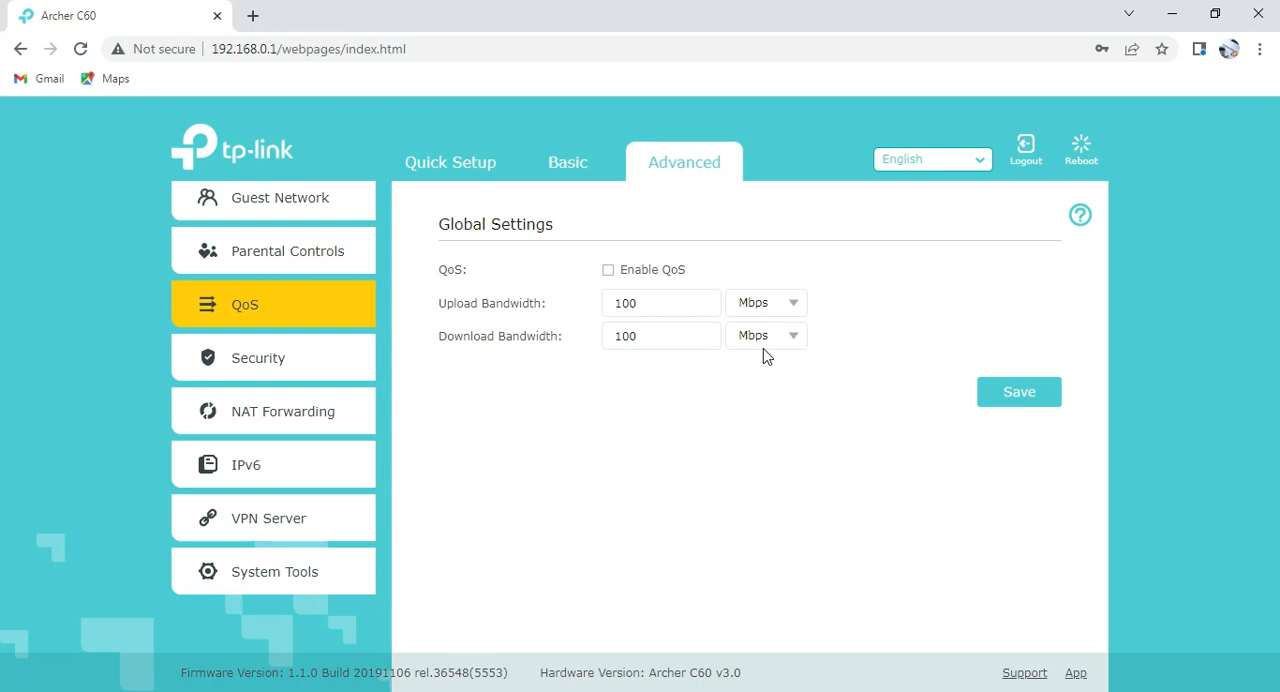 Archer C60
Not secure 192.168.0.1/webpages/index.html
Gmail Maps
tp-link
Quick Setup Basic Advanced
English
Logout Reboot
Guest Network
Parental Controls
QoS
Security
NAT Forwarding
IPv6
VPN Server
System Tools
Global Settings
QoS: Enable QoS
Upload Bandwidth: 100 Mbps
Download Bandwidth: 100 Mbps
Save
Firmware Version: 1.1.0 Build 20191106 rel.36548(5553) Hardware Version: Archer C60 v3.0 Support App